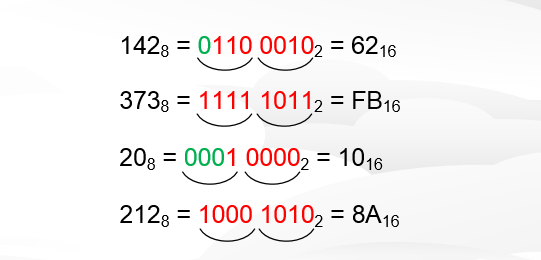 142₈ = 0110 0010₂ = 62₁₆
373₈ = 1111 1011₂ = FB₁₆
20₈ = 0001 0000₂ = 10₁₆
212₈ = 1000 1010₂ = 8A₁₆